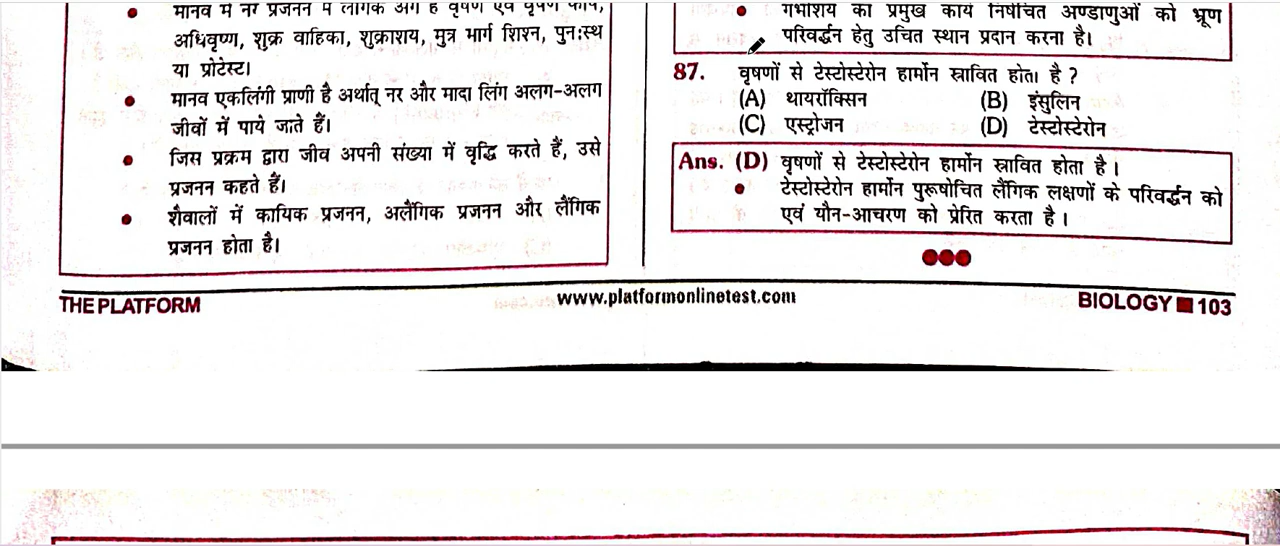 मानव में नर प्रजनन में लैंगिक अंग है वृषण एवं वृषण कोष,
अधिवृष्ण, शुक्र वाहिका, शुक्राशय, मुत्र मार्ग शिश्न, पुनःस्थ
या प्रोटेस्ट।
मानव एकलिंगी प्राणी है अर्थात् नर और मादा लिंग अलग-अलग
जीवों में पाये जाते हैं।
जिस प्रक्रम द्वारा जीव अपनी संख्या में वृद्धि करते हैं, उसे
प्रजनन कहते हैं।
शैवालों में कायिक प्रजनन, अलैंगिक प्रजनन और लैंगिक
प्रजनन होता है।
गर्भाशय का प्रमुख कार्य निषेचित अण्डाणुओं को भ्रूण
परिवर्द्धन हेतु उचित स्थान प्रदान करना है।
87. वृषणों से टेस्टोस्टेरोन हार्मोन स्त्रावित होता है ?
(A) थायरॉक्सिन (B) इंसुलिन
(C) एस्ट्रोजन (D) टेस्टोस्टेरोन
Ans. (D) वृषणों से टेस्टोस्टेरोन हार्मोन स्त्रावित होता है।
टेस्टोस्टेरोन हार्मोन पुरूषोचित लैंगिक लक्षणों के परिवर्द्धन को
एवं यौन-आचरण को प्रेरित करता है।
THE PLATFORM www.platformonlinetest.com BIOLOGY 103